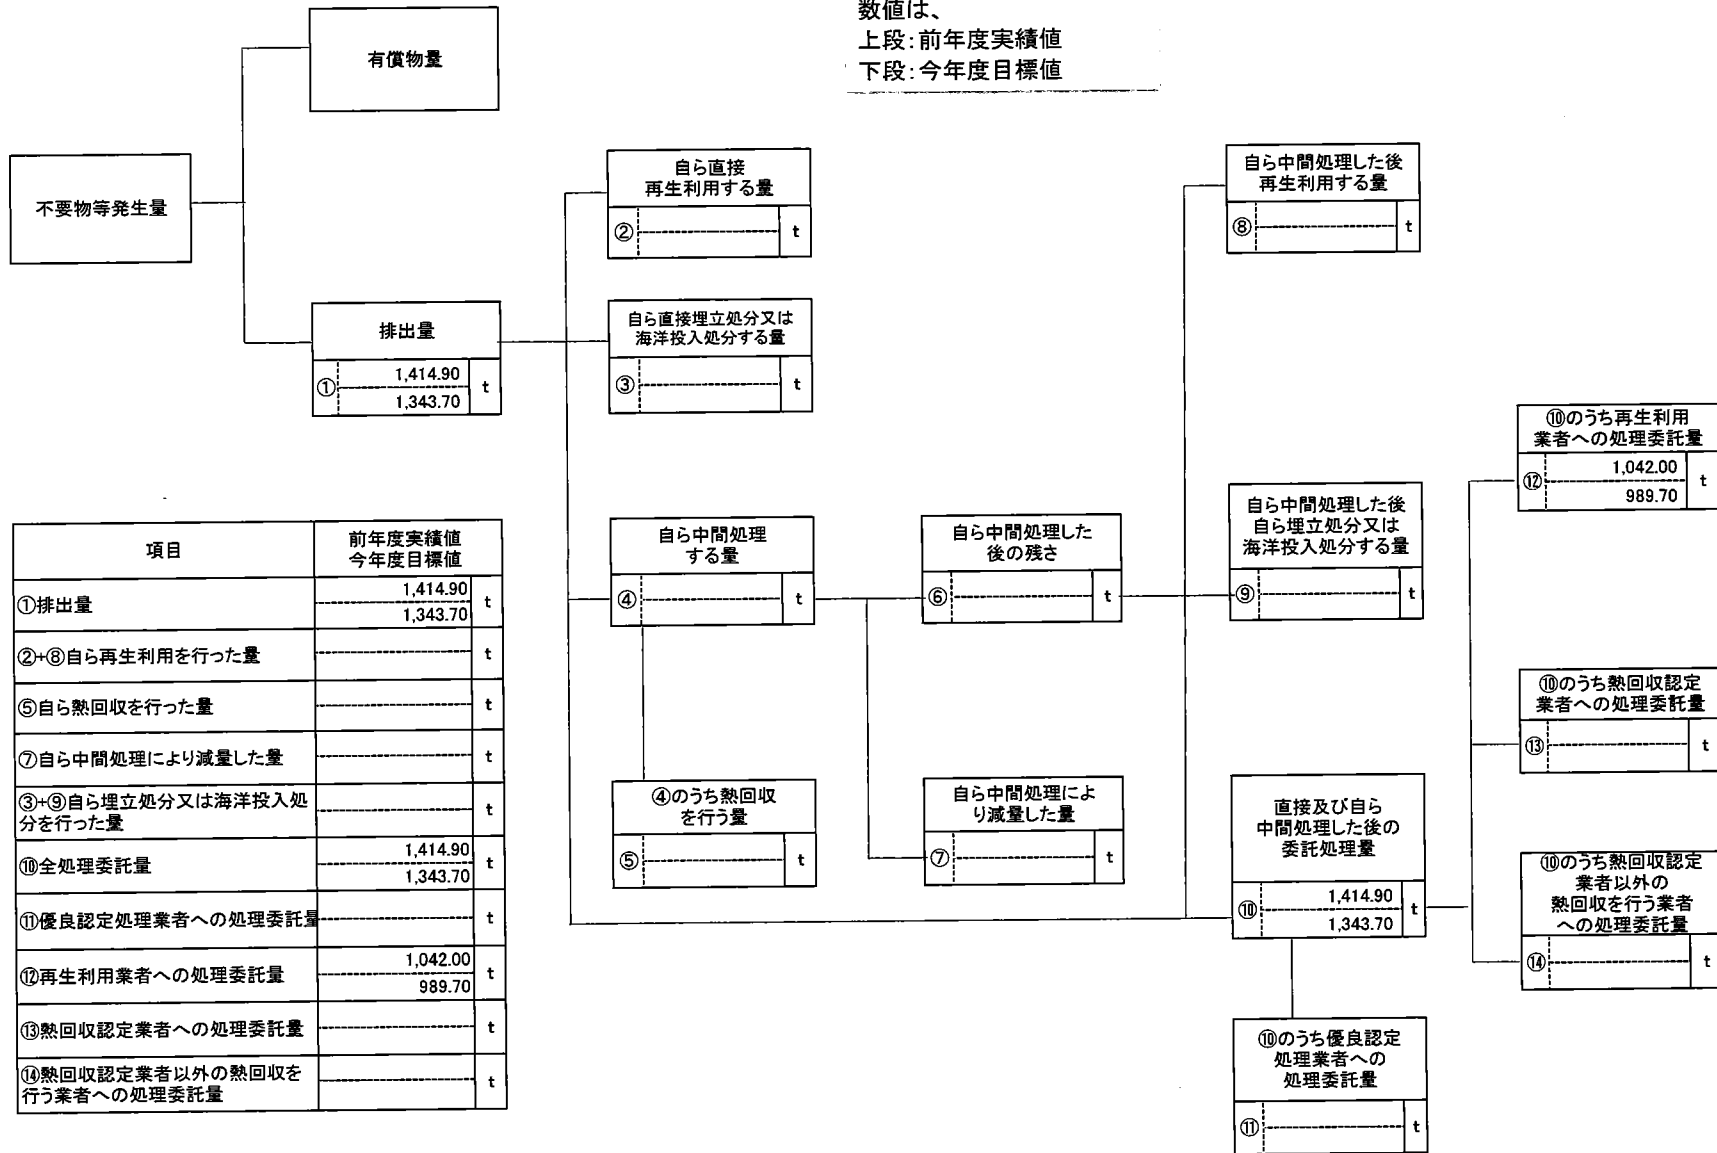 数値は、
上段:前年度実績値
下段:今年度目標値
有償物量
不要物等発生量
排出量
① 1,414.90 t
1,343.70
自ら直接
再生利用する量
② t
自ら直接埋立処分又は
海洋投入処分する量
③ t
自ら中間処理
する量
④ t
④のうち熱回収
を行う量
⑤ t
自ら中間処理した
後の残さ
⑥ t
自ら中間処理によ
り減量した量
⑦ t
自ら中間処理した後
再生利用する量
⑧ t
自ら中間処理した後
自ら埋立処分又は
海洋投入処分する量
⑨ t
直接及び自ら
中間処理した後の
委託処理量
⑩ 1,414.90 t
1,343.70
⑩のうち優良認定
処理業者への
処理委託量
⑪ t
⑩のうち再生利用
業者への処理委託量
⑫ 1,042.00 t
989.70
⑩のうち熱回収認定
業者への処理委託量
⑬ t
⑩のうち熱回収認定
業者以外の
熱回収を行う業者
への処理委託量
⑭ t
項目 前年度実績値
今年度目標値
①排出量 1,414.90 t
1,343.70
②+⑧自ら再生利用を行った量 t
⑤自ら熱回収を行った量 t
⑦自ら中間処理により減量した量 t
③+⑨自ら埋立処分又は海洋投入処
分を行った量 t
⑩全処理委託量 1,414.90 t
1,343.70
⑪優良認定処理業者への処理委託量 t
⑫再生利用業者への処理委託量 1,042.00 t
989.70
⑬熱回収認定業者への処理委託量 t
⑭熱回収認定業者以外の熱回収を
行う業者への処理委託量 t